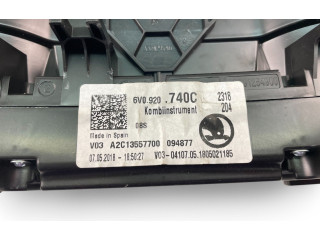 6V0.920 .740C 2318
Kombiinstrument 204
GBS
Made in Spain
V03 A2C13557700 094877
07.05.2018 - 18:50:27 V03-04107.05.1805021185